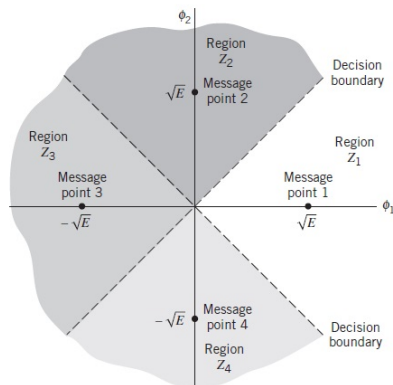 ϕ₂
Region
Z₂
Decision
boundary
√E
Message
point 2
Region
Z₃
Region
Z₁
Message
point 3
Message
point 1
ϕ₁
−√E
√E
−√E
Message
point 4
Region
Z₄
Decision
boundary